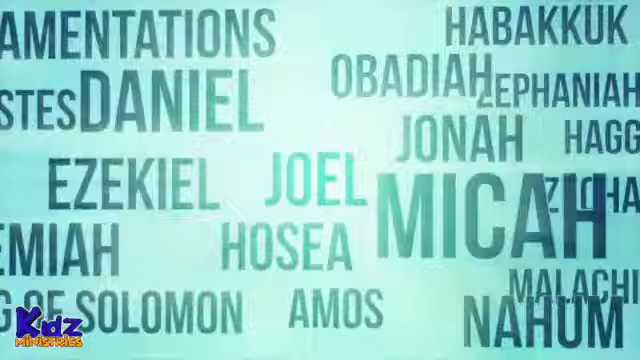 AMENTATIONS
HABAKKUK
OBADIAH
ZEPHANIAH
STES
DANIEL
JONAH
HAGG
EZEKIEL
JOEL
MICAH
EMIAH
HOSEA
G OF SOLOMON
AMOS
MALACHI
NAHUM
Kidz
MINISTRIES